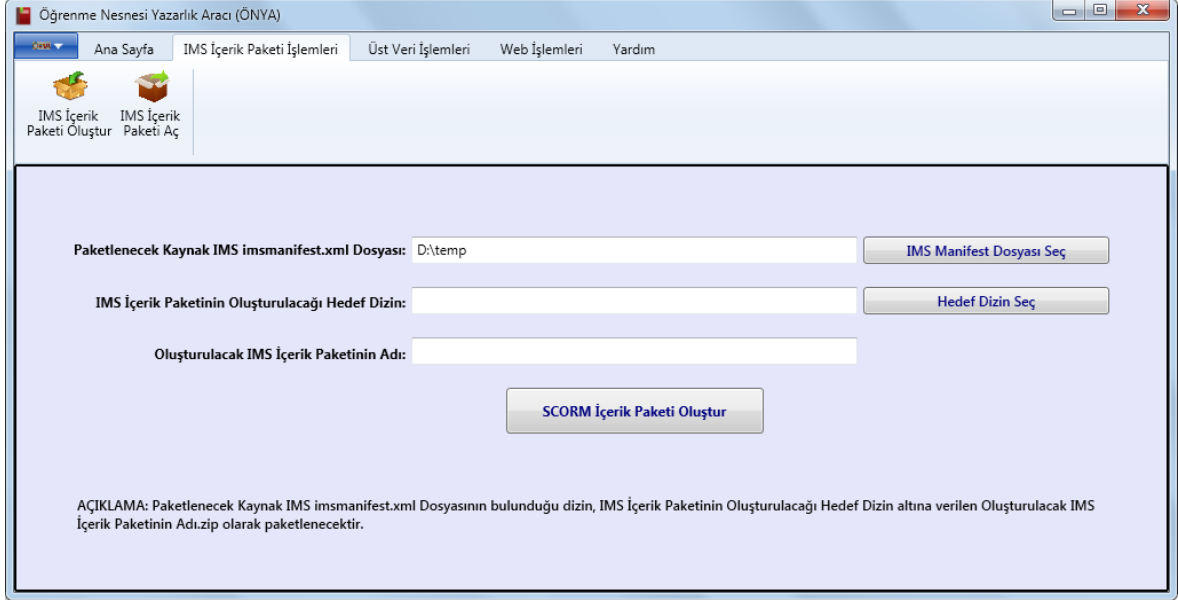 Öğrenme Nesnesi Yazarlık Aracı (ÖNYA)
ÖNYA Ana Sayfa IMS İçerik Paketi İşlemleri Üst Veri İşlemleri Web İşlemleri Yardım
IMS İçerik IMS İçerik
Paketi Oluştur Paketi Aç
Paketlenecek Kaynak IMS imsmanifest.xml Dosyası: D:\temp IMS Manifest Dosyası Seç
IMS İçerik Paketinin Oluşturulacağı Hedef Dizin: Hedef Dizin Seç
Oluşturulacak IMS İçerik Paketinin Adı:
SCORM İçerik Paketi Oluştur
AÇIKLAMA: Paketlenecek Kaynak IMS imsmanifest.xml Dosyasının bulunduğu dizin, IMS İçerik Paketinin Oluşturulacağı Hedef Dizin altına verilen Oluşturulacak IMS
İçerik Paketinin Adı.zip olarak paketlenecektir.